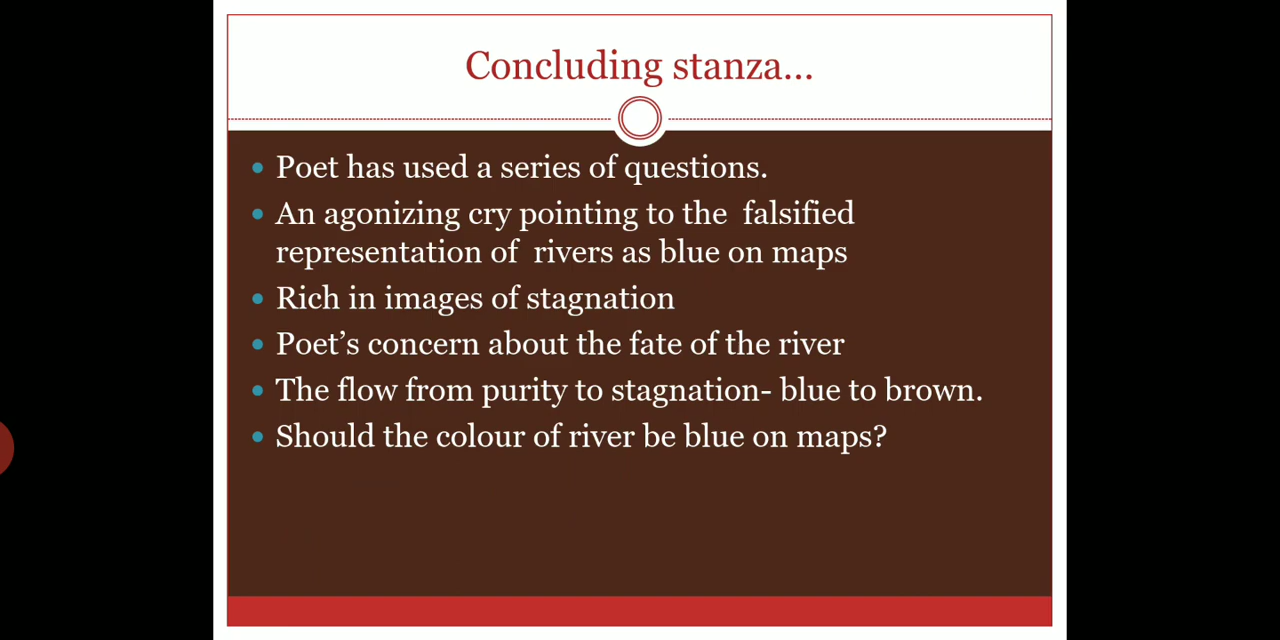 Concluding stanza...
Poet has used a series of questions.
An agonizing cry pointing to the falsified
representation of rivers as blue on maps
Rich in images of stagnation
Poet’s concern about the fate of the river
The flow from purity to stagnation- blue to brown.
Should the colour of river be blue on maps?